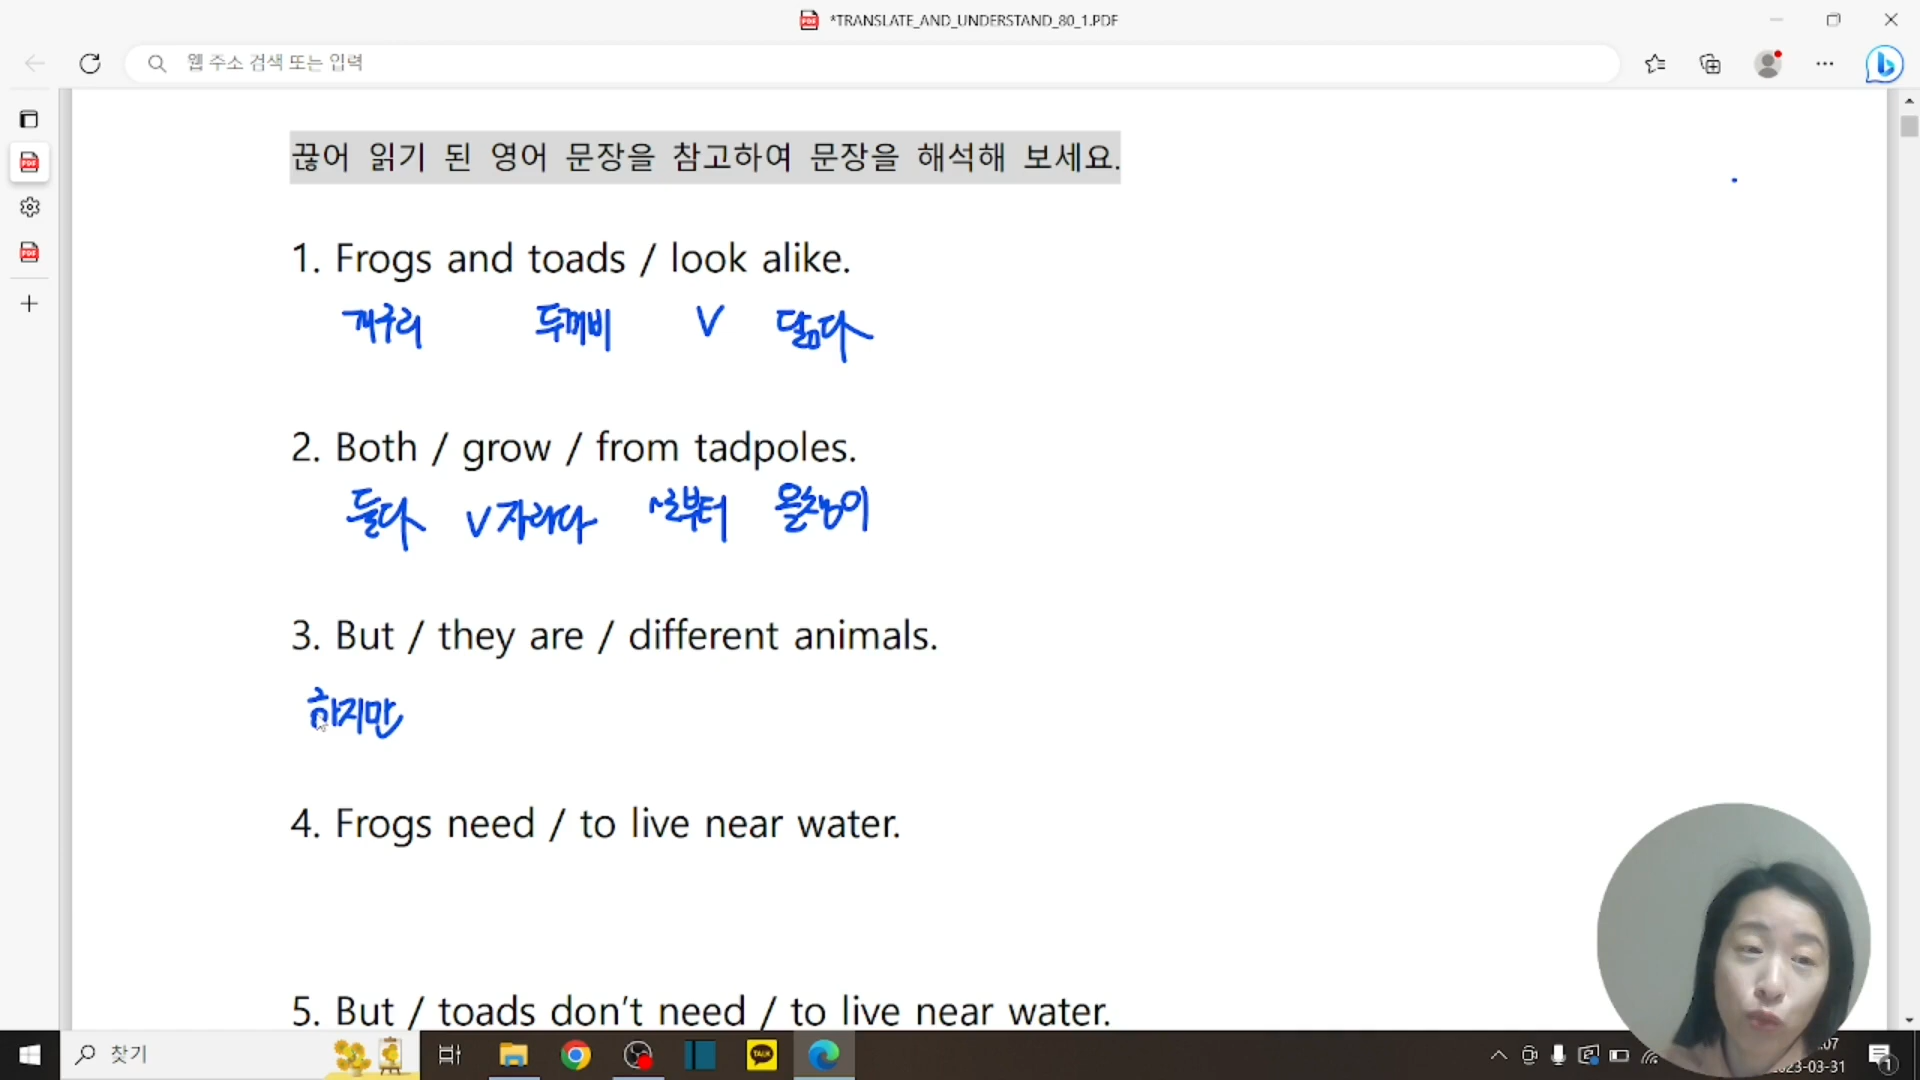 *TRANSLATE_AND_UNDERSTAND_80_1.PDF
웹 주소 검색 또는 입력
끊어 읽기 된 영어 문장을 참고하여 문장을 해석해 보세요.
1. Frogs and toads / look alike.
개구리 두꺼비 V 닮다
2. Both / grow / from tadpoles.
둘다 V 자라다 ~로부터 올챙이
3. But / they are / different animals.
하지만
4. Frogs need / to live near water.
5. But / toads don't need / to live near water.
찾기
TALK
:07
2023-03-31
1